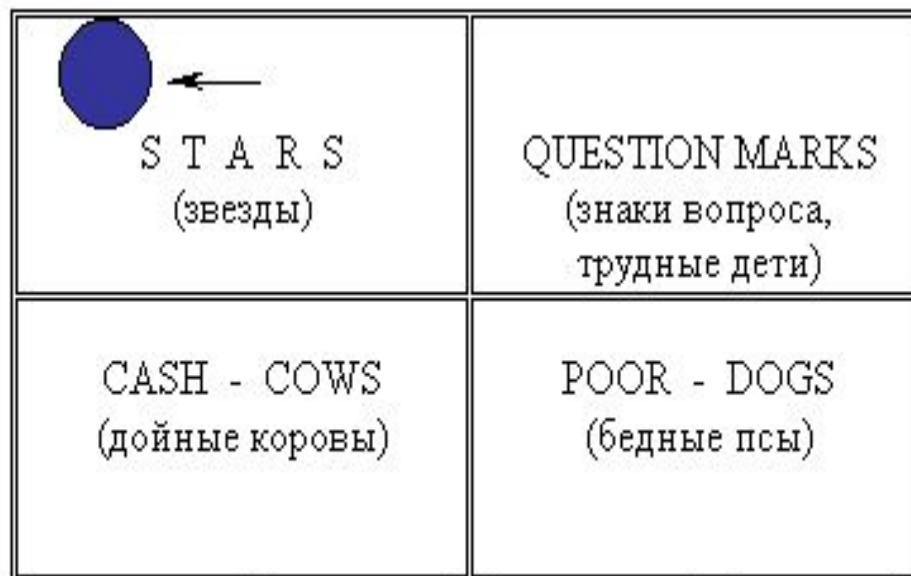 S T A R S
(звезды)
QUESTION MARKS
(знаки вопроса,
трудные дети)
CASH - COWS
(дойные коровы)
POOR - DOGS
(бедные псы)